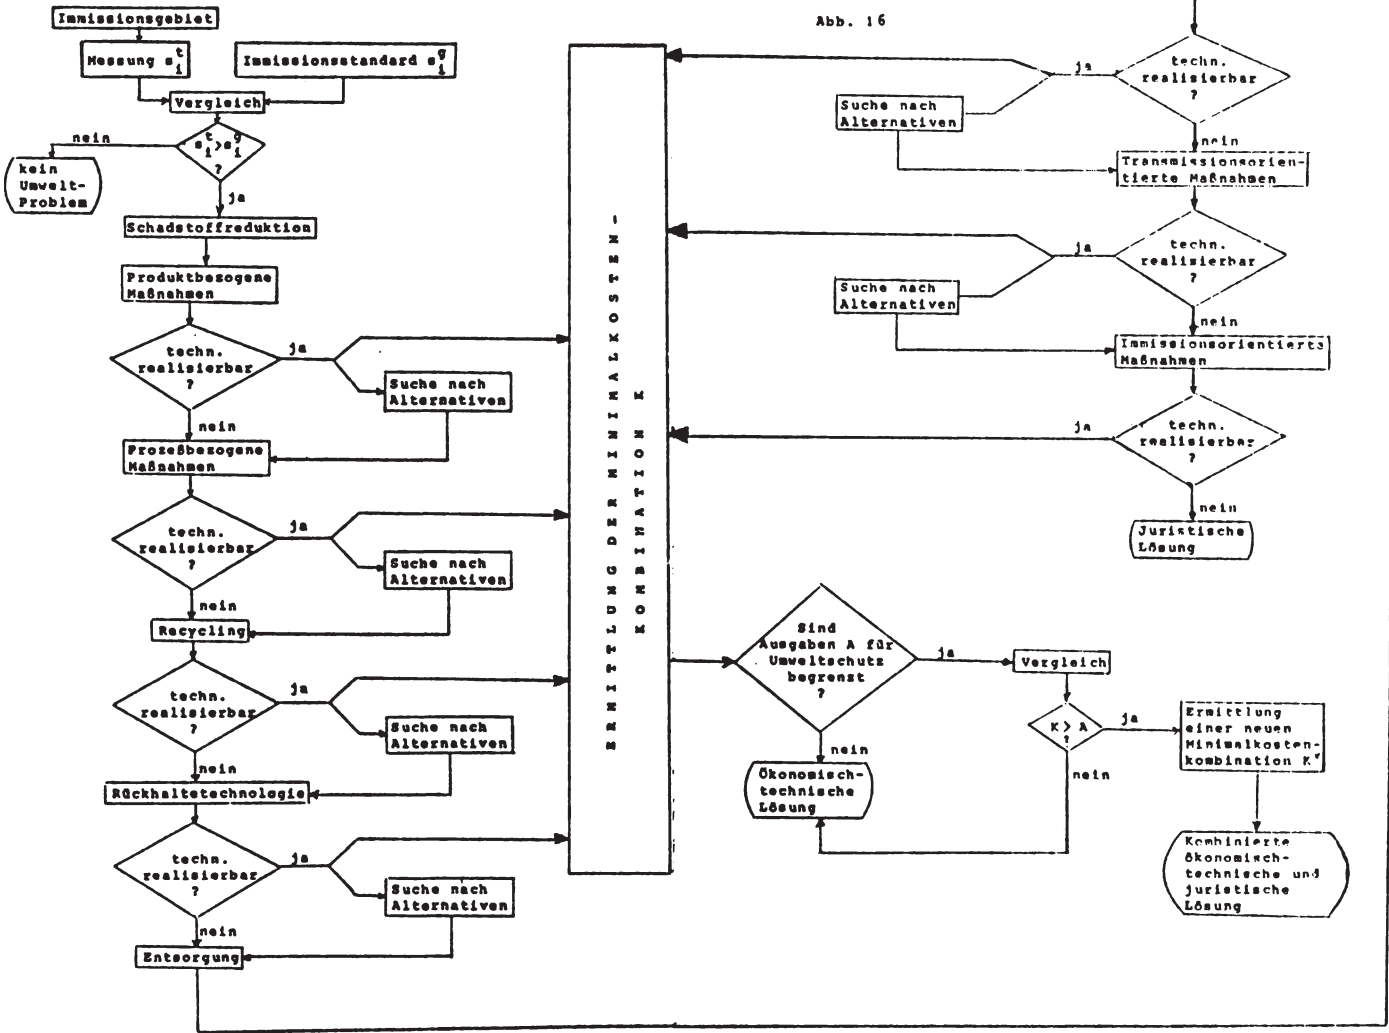 Abb. 16
Immissionsgebiet
Messung s_i^t
Immissionsstandard s_i^g
Vergleich
s_i^t > s_i^g
?
nein
kein
Umwelt-
Problem
ja
Schadstoffreduktion
Produktbezogene
Maßnahmen
techn.
realisierbar
?
ja
Suche nach
Alternativen
nein
Prozeßbezogene
Maßnahmen
techn.
realisierbar
?
ja
Suche nach
Alternativen
nein
Recycling
techn.
realisierbar
?
ja
Suche nach
Alternativen
nein
Rückhaltetechnologie
techn.
realisierbar
?
ja
Suche nach
Alternativen
nein
Entsorgung
ERMITTLUNG DER MINIMALKOSTEN-
KOMBINATION K
techn.
realisierbar
?
ja
Suche nach
Alternativen
nein
Transmissionsorien-
tierte Maßnahmen
techn.
realisierbar
?
ja
Suche nach
Alternativen
nein
Immissionsorientierte
Maßnahmen
techn.
realisierbar
?
ja
nein
Juristische
Lösung
Sind
Ausgaben A für
Umweltschutz
begrenst
?
ja
Vergleich
nein
Ökonomisch-
technische
Lösung
K > A
?
ja
nein
Ermittlung
einer neuen
Minimalkosten-
kombination K'
Kombinierte
ökonomisch-
technische und
juristische
Lösung